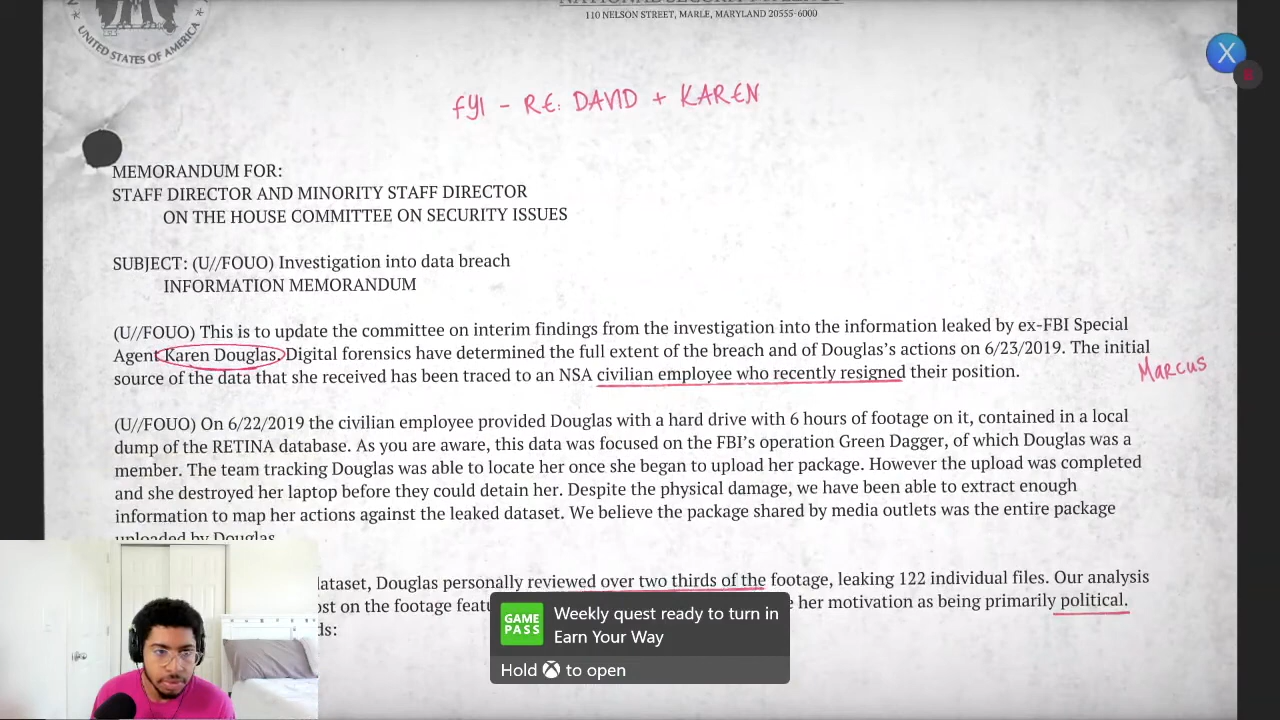 110 NELSON STREET, MARLE, MARYLAND 20555-6000
UNITED STATES OF AMERICA
X
FYI - RE: DAVID + KAREN
MEMORANDUM FOR:
STAFF DIRECTOR AND MINORITY STAFF DIRECTOR
ON THE HOUSE COMMITTEE ON SECURITY ISSUES
SUBJECT: (U//FOUO) Investigation into data breach
INFORMATION MEMORANDUM
(U//FOUO) This is to update the committee on interim findings from the investigation into the information leaked by ex-FBI Special
Agent Karen Douglas. Digital forensics have determined the full extent of the breach and of Douglas's actions on 6/23/2019. The initial
source of the data that she received has been traced to an NSA civilian employee who recently resigned their position.
MARCUS
(U//FOUO) On 6/22/2019 the civilian employee provided Douglas with a hard drive with 6 hours of footage on it, contained in a local
dump of the RETINA database. As you are aware, this data was focused on the FBI's operation Green Dagger, of which Douglas was a
member. The team tracking Douglas was able to locate her once she began to upload her package. However the upload was completed
and she destroyed her laptop before they could detain her. Despite the physical damage, we have been able to extract enough
information to map her actions against the leaked dataset. We believe the package shared by media outlets was the entire package
uploaded by Douglas
dataset, Douglas personally reviewed over two thirds of the footage, leaking 122 individual files. Our analysis
ost on the footage her motivation as being primarily political.
ds:
GAME PASS
Weekly quest ready to turn in
Earn Your Way
Hold X to open